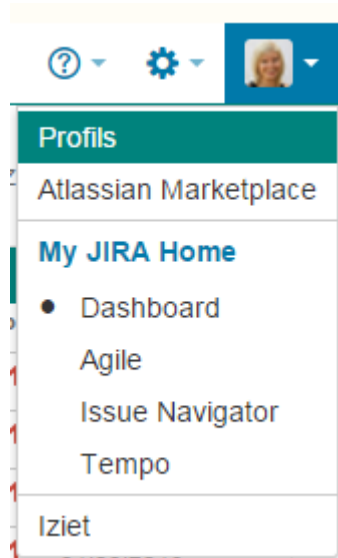 Profils
Atlassian Marketplace
My JIRA Home
Dashboard
Agile
Issue Navigator
Tempo
Iziet